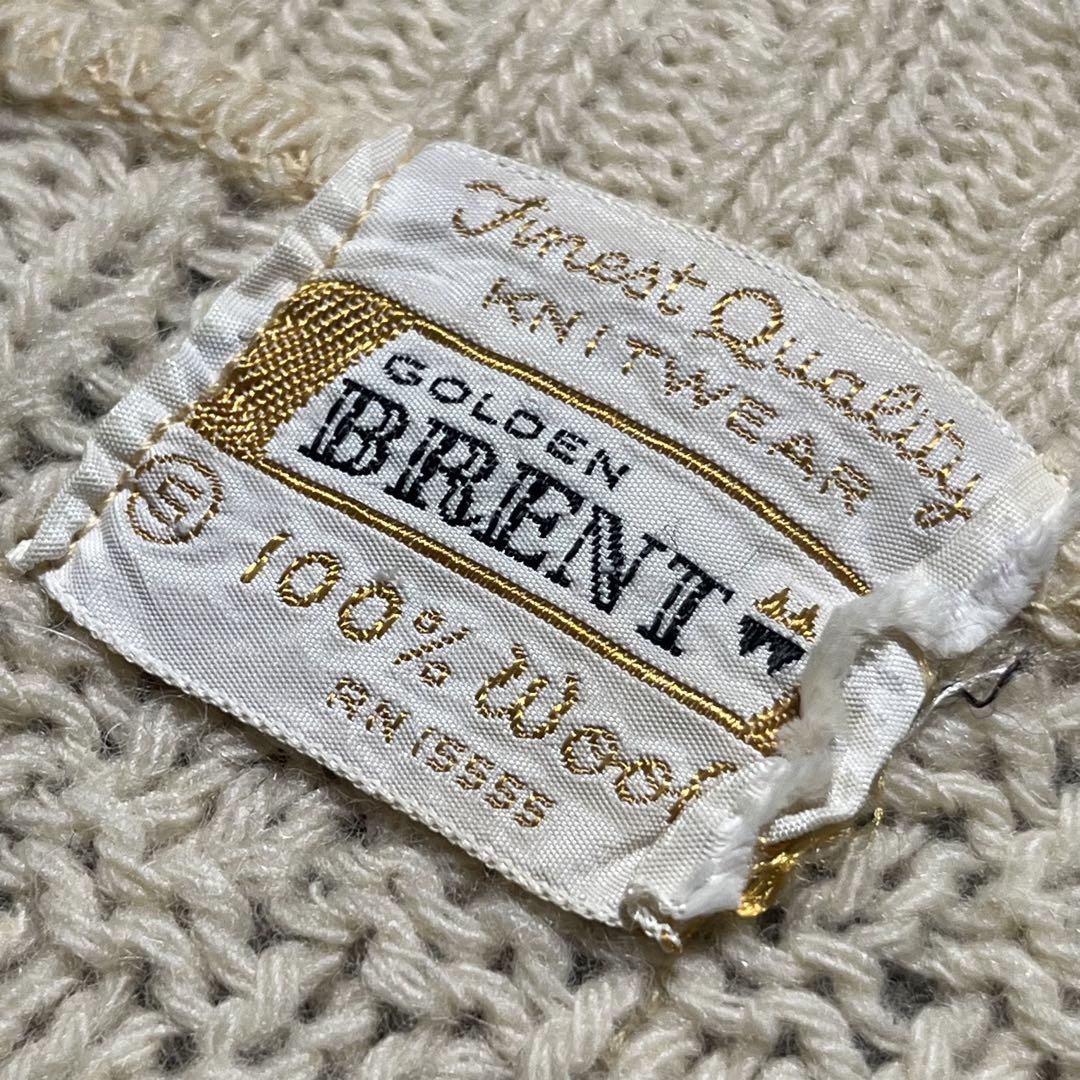 Finest Quality
KNITWEAR
GOLDEN
BRENT
m 100% Wool
RN 15555